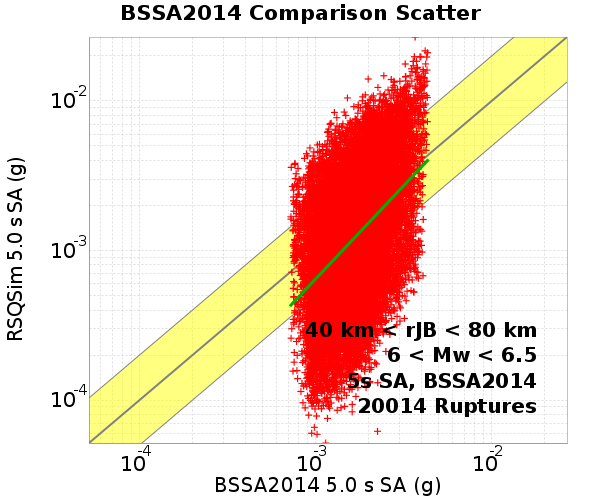 BSSA2014 Comparison Scatter
RSQSim 5.0 s SA (g)
10-2
10-3
10-4
40 km < rJB < 80 km
6 < Mw < 6.5
5s SA, BSSA2014
20014 Ruptures
10-4 10-3 10-2
BSSA2014 5.0 s SA (g)